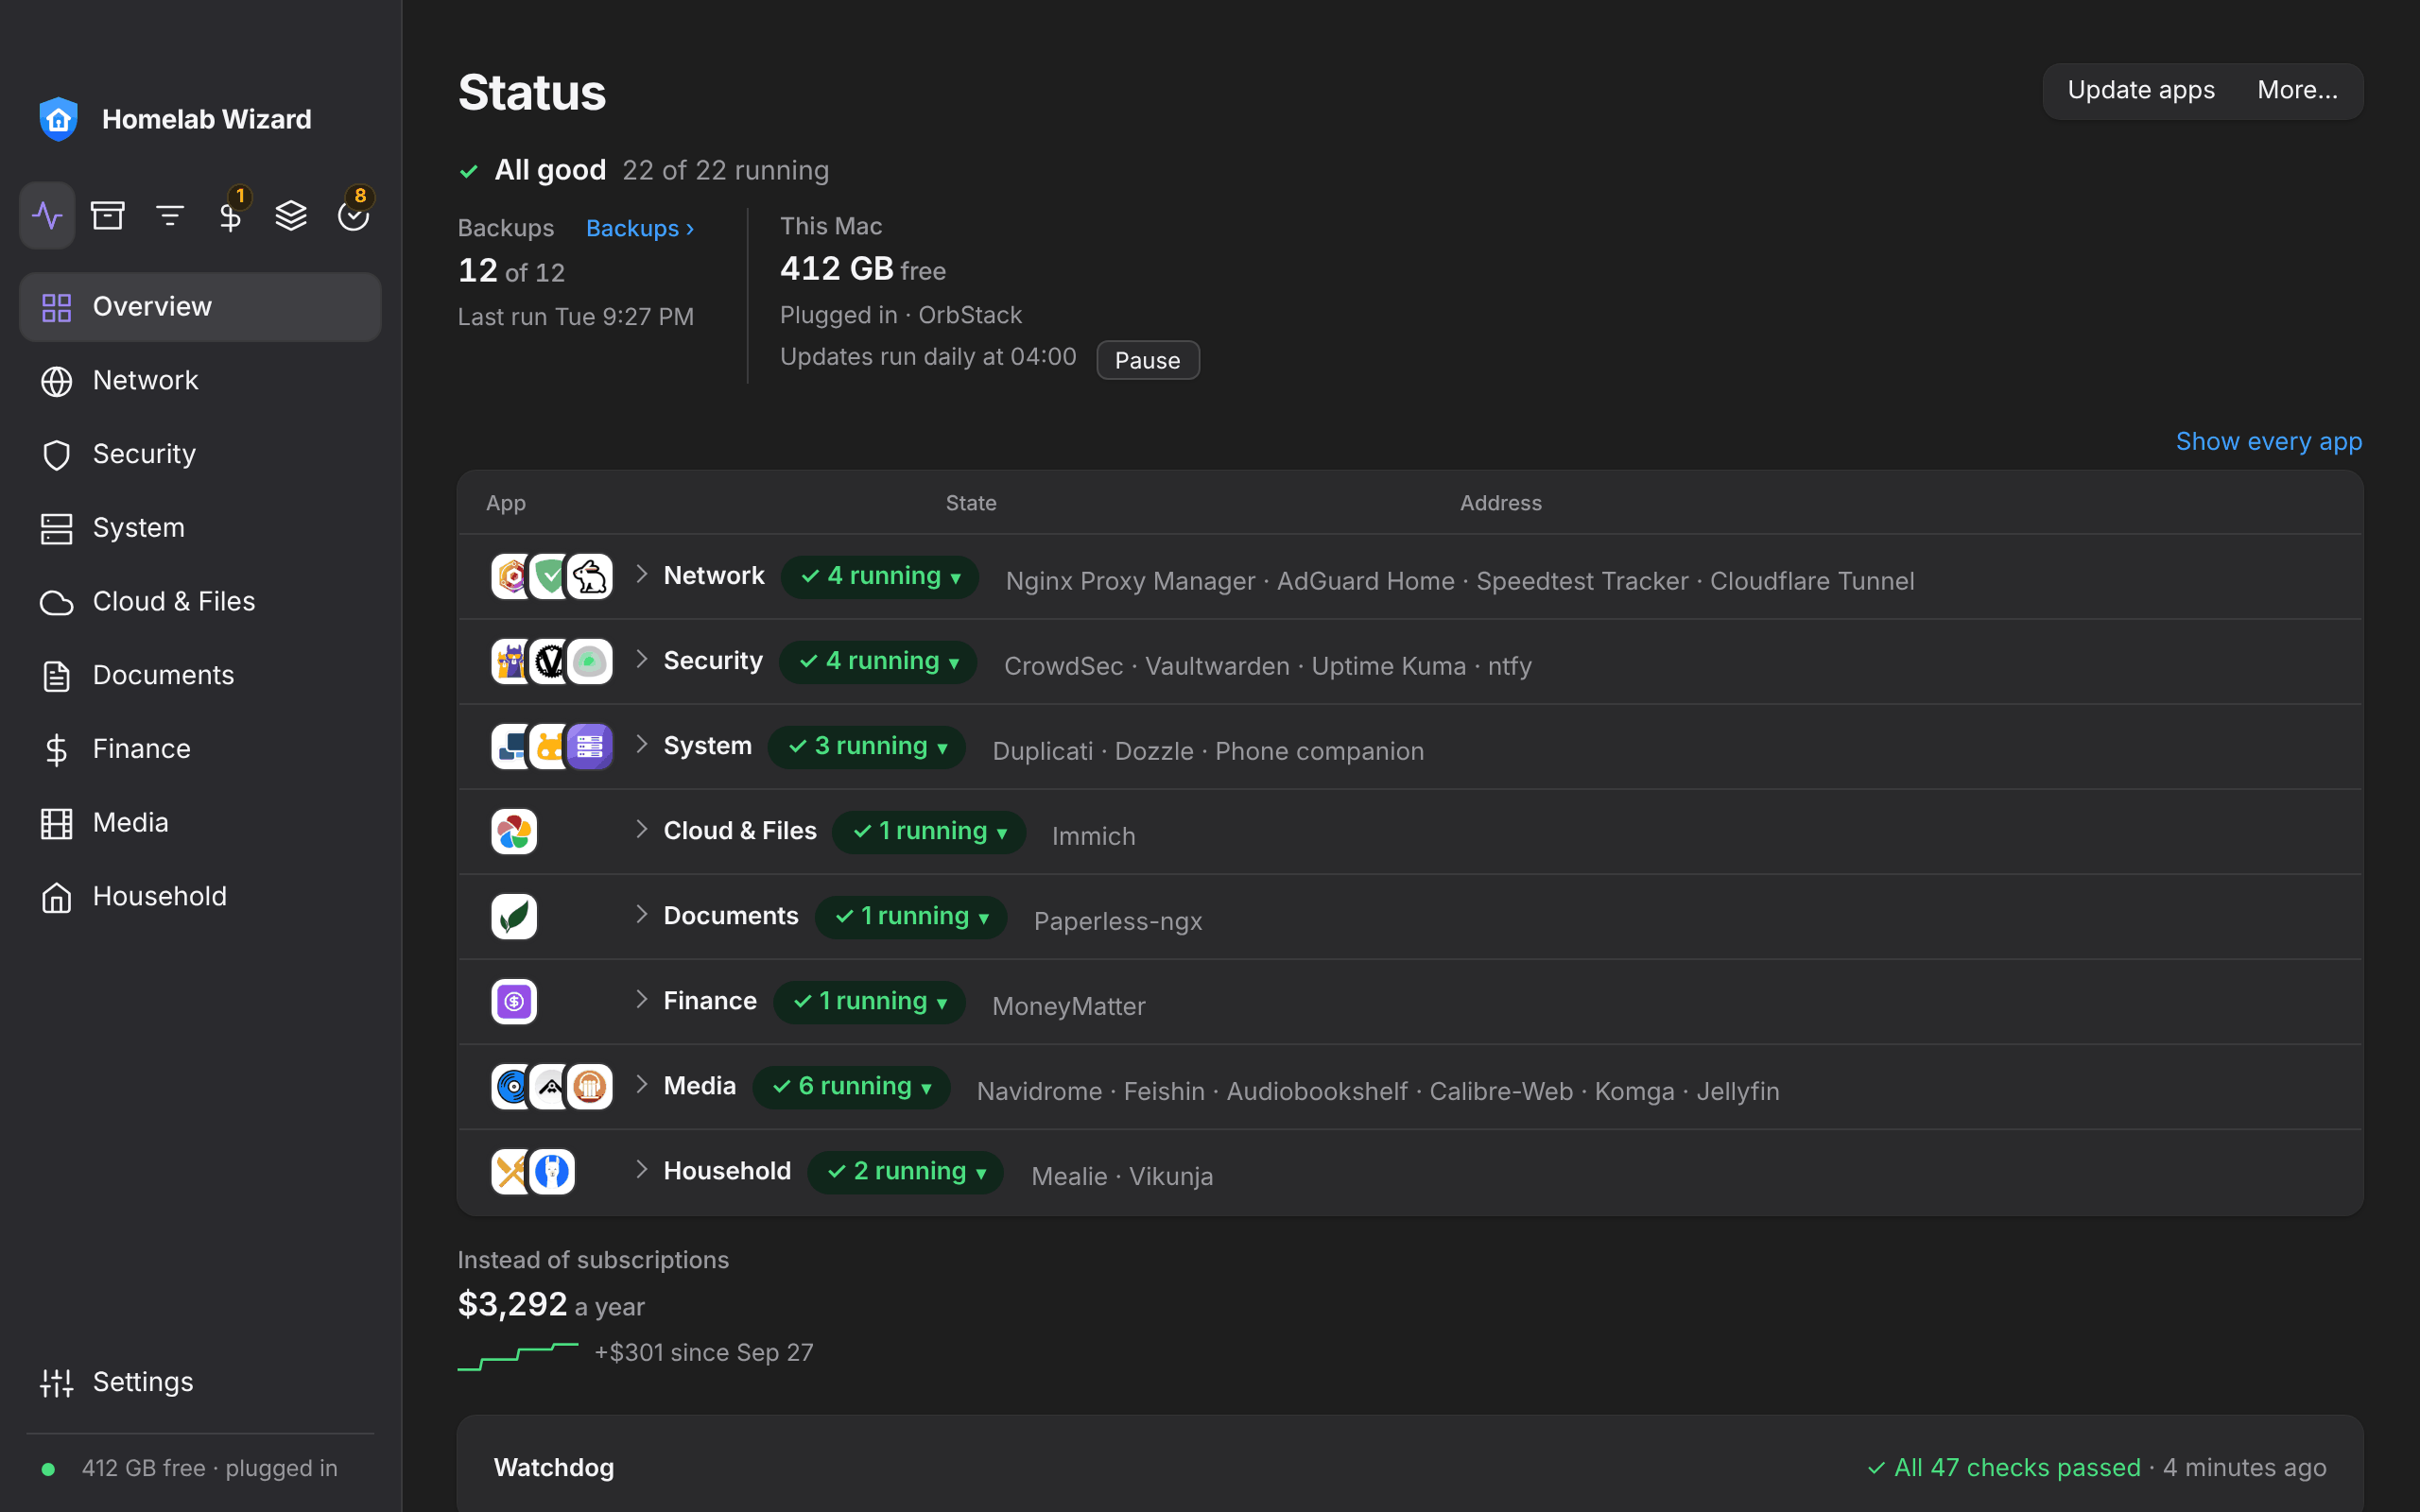 Homelab Wizard
1
8
Overview
Network
Security
System
Cloud & Files
Documents
Finance
Media
Household
Settings
412 GB free · plugged in
Status
Update apps
More...
All good 22 of 22 running
Backups Backups ›
12 of 12
Last run Tue 9:27 PM
This Mac
412 GB free
Plugged in · OrbStack
Updates run daily at 04:00 Pause
Show every app
App State Address
Network ✓ 4 running ▾ Nginx Proxy Manager · AdGuard Home · Speedtest Tracker · Cloudflare Tunnel
Security ✓ 4 running ▾ CrowdSec · Vaultwarden · Uptime Kuma · ntfy
System ✓ 3 running ▾ Duplicati · Dozzle · Phone companion
Cloud & Files ✓ 1 running ▾ Immich
Documents ✓ 1 running ▾ Paperless-ngx
Finance ✓ 1 running ▾ MoneyMatter
Media ✓ 6 running ▾ Navidrome · Feishin · Audiobookshelf · Calibre-Web · Komga · Jellyfin
Household ✓ 2 running ▾ Mealie · Vikunja
Instead of subscriptions
$3,292 a year
+$301 since Sep 27
Watchdog
✓ All 47 checks passed · 4 minutes ago